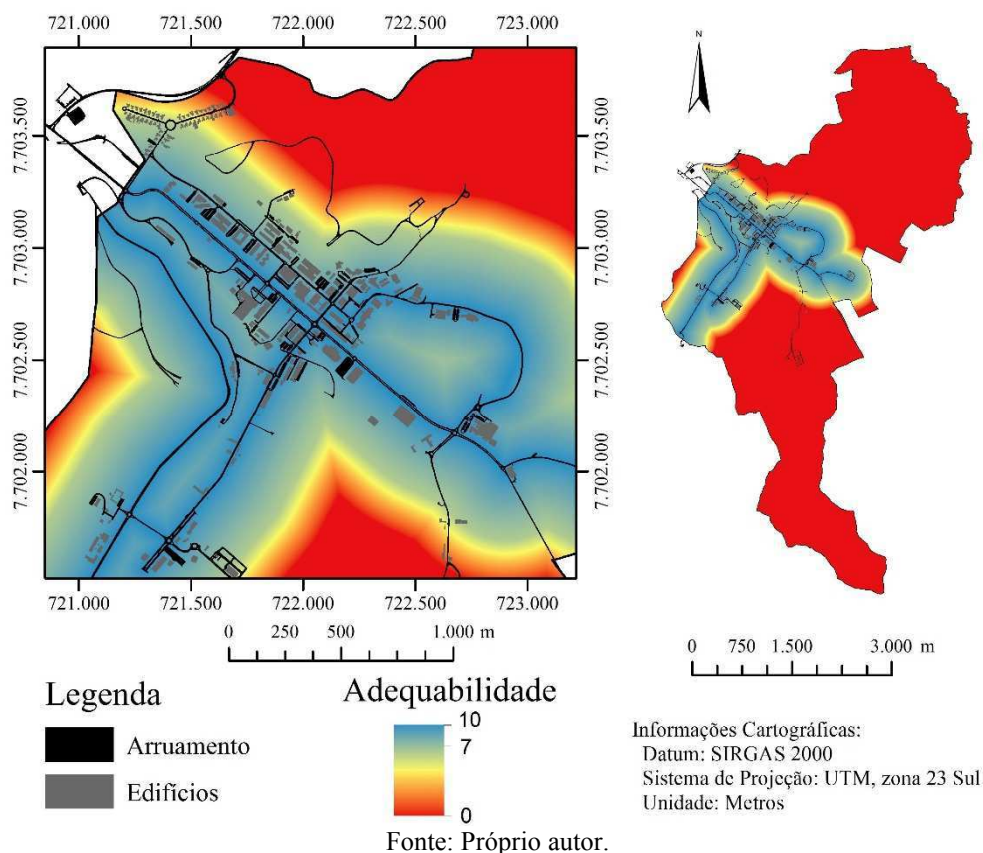 721.000 721.500 722.000 722.500 723.000
N
7.703.500 7.703.500
7.703.000 7.703.000
7.702.500 7.702.500
7.702.000 7.702.000
721.000 721.500 722.000 722.500 723.000
0 250 500 1.000 m
0 750 1.500 3.000 m
Legenda
Arruamento
Edifícios
Adequabilidade
10
7
0
Informações Cartográficas:
Datum: SIRGAS 2000
Sistema de Projeção: UTM, zona 23 Sul
Unidade: Metros
Fonte: Próprio autor.